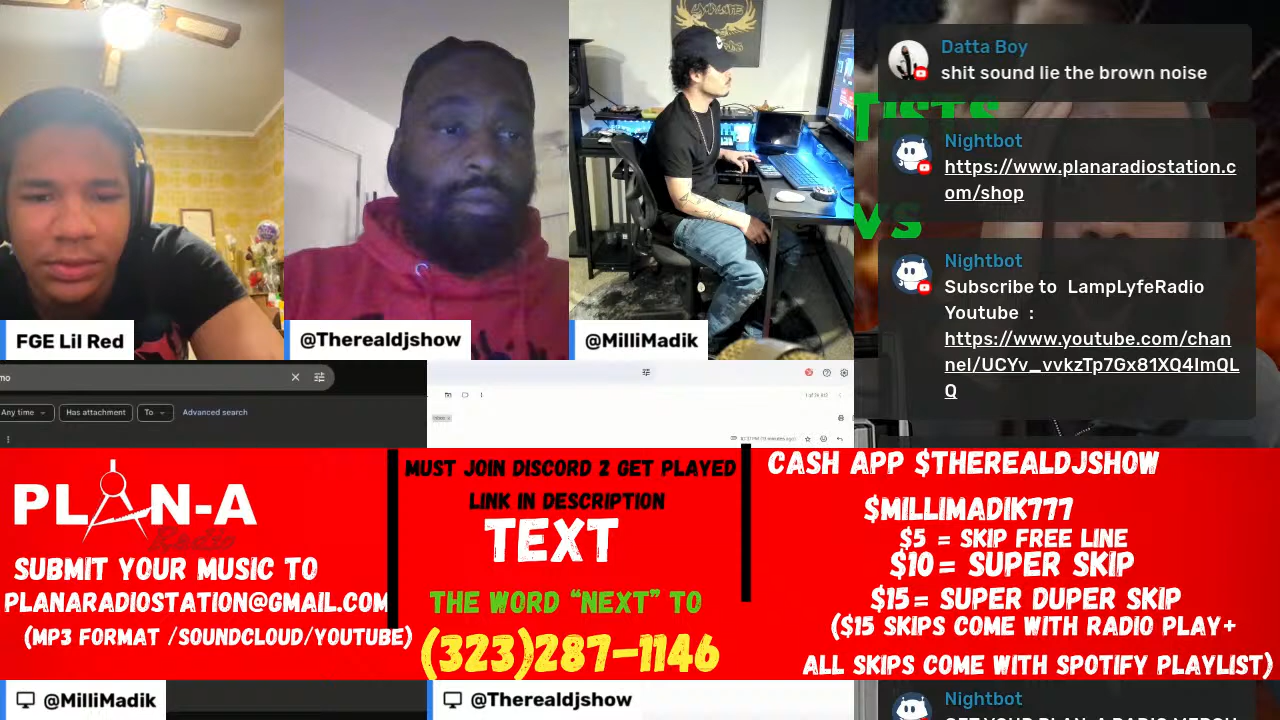 FGE Lil Red
@Therealdjshow
@MilliMadik
Datta Boy
shit sound lie the brown noise
Nightbot
https://www.planaradiostation.c
om/shop
Nightbot
Subscribe to LampLyfeRadio
Youtube :
https://www.youtube.com/chan
nel/UCYv_vvkzTp7Gx81XQ4ImQL
Q
TISTS
VS
mo
Any time
Has attachment
To
Advanced search
PLAN-A
Radio
SUBMIT YOUR MUSIC TO
PLANARADIOSTATION@GMAIL.COM
(MP3 FORMAT /SOUNDCLOUD/YOUTUBE)
MUST JOIN DISCORD 2 GET PLAYED
LINK IN DESCRIPTION
TEXT
THE WORD “NEXT” TO
(323)287-1146
CASH APP $THEREALDJSHOW
$MILLIMADIK777
$5 = SKIP FREE LINE
$10 = SUPER SKIP
$15 = SUPER DUPER SKIP
($15 SKIPS COME WITH RADIO PLAY+
ALL SKIPS COME WITH SPOTIFY PLAYLIST)
@MilliMadik
@Therealdjshow
Nightbot